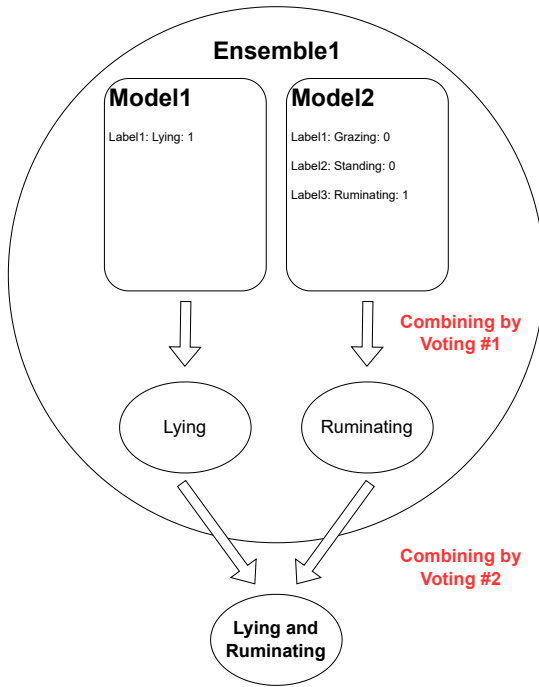 Ensemble1
Model1
Label1: Lying: 1
Model2
Label1: Grazing: 0
Label2: Standing: 0
Label3: Ruminating: 1
Combining by
Voting #1
Lying
Ruminating
Combining by
Voting #2
Lying and
Ruminating